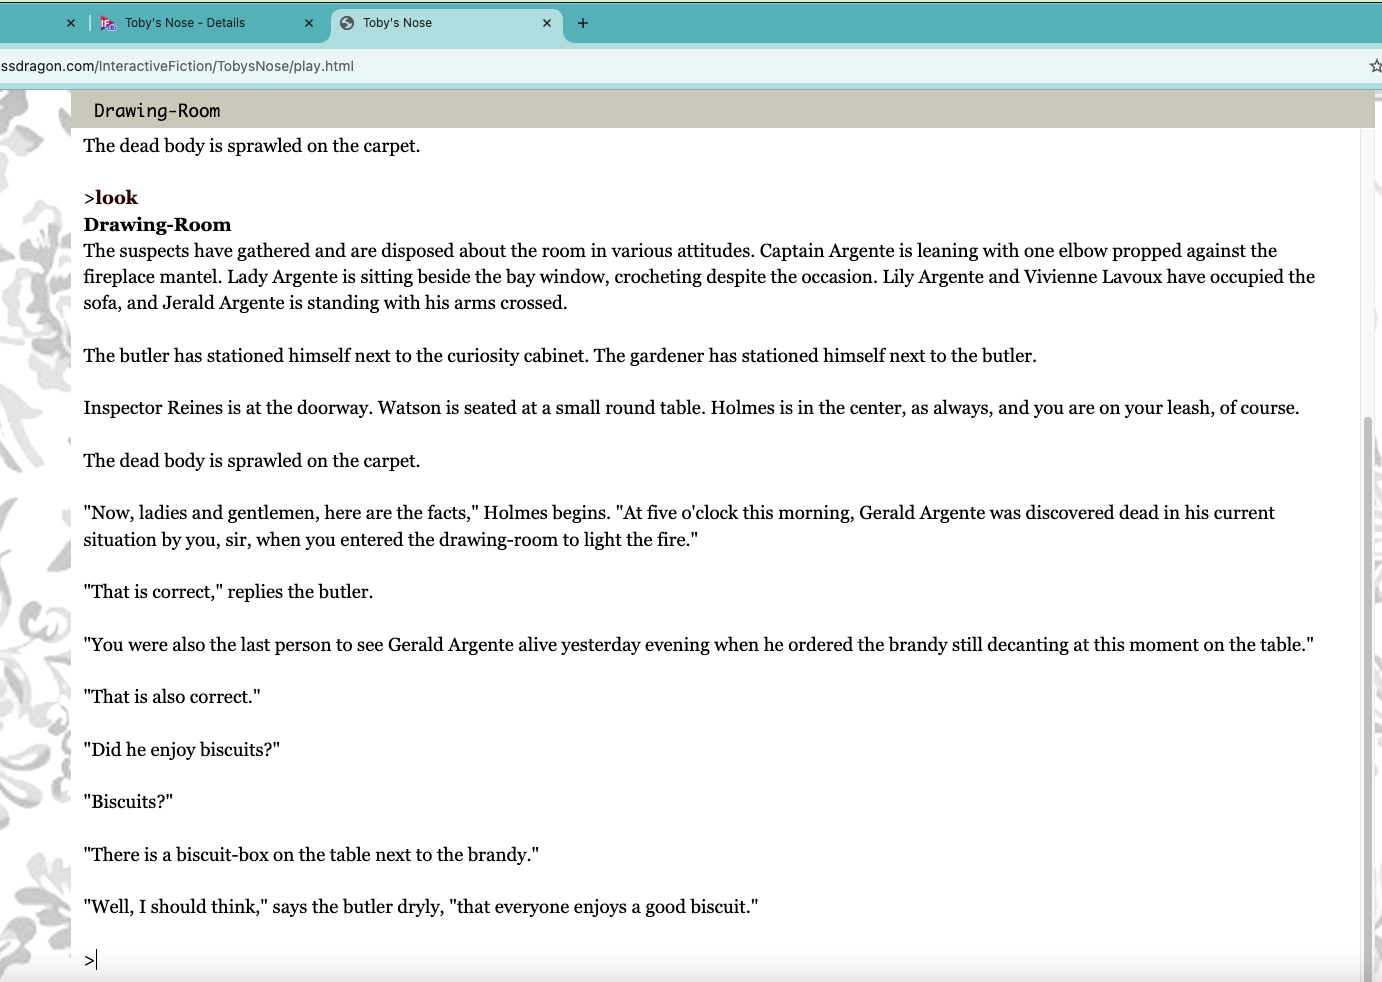 Toby's Nose - Details
Toby's Nose
ssdragon.com/InteractiveFiction/TobysNose/play.html
Drawing-Room
The dead body is sprawled on the carpet.
>look
Drawing-Room
The suspects have gathered and are disposed about the room in various attitudes. Captain Argente is leaning with one elbow propped against the
fireplace mantel. Lady Argente is sitting beside the bay window, crocheting despite the occasion. Lily Argente and Vivienne Lavoux have occupied the
sofa, and Jerald Argente is standing with his arms crossed.
The butler has stationed himself next to the curiosity cabinet. The gardener has stationed himself next to the butler.
Inspector Reines is at the doorway. Watson is seated at a small round table. Holmes is in the center, as always, and you are on your leash, of course.
The dead body is sprawled on the carpet.
"Now, ladies and gentlemen, here are the facts," Holmes begins. "At five o'clock this morning, Gerald Argente was discovered dead in his current
situation by you, sir, when you entered the drawing-room to light the fire."
"That is correct," replies the butler.
"You were also the last person to see Gerald Argente alive yesterday evening when he ordered the brandy still decanting at this moment on the table."
"That is also correct."
"Did he enjoy biscuits?"
"Biscuits?"
"There is a biscuit-box on the table next to the brandy."
"Well, I should think," says the butler dryly, "that everyone enjoys a good biscuit."
>